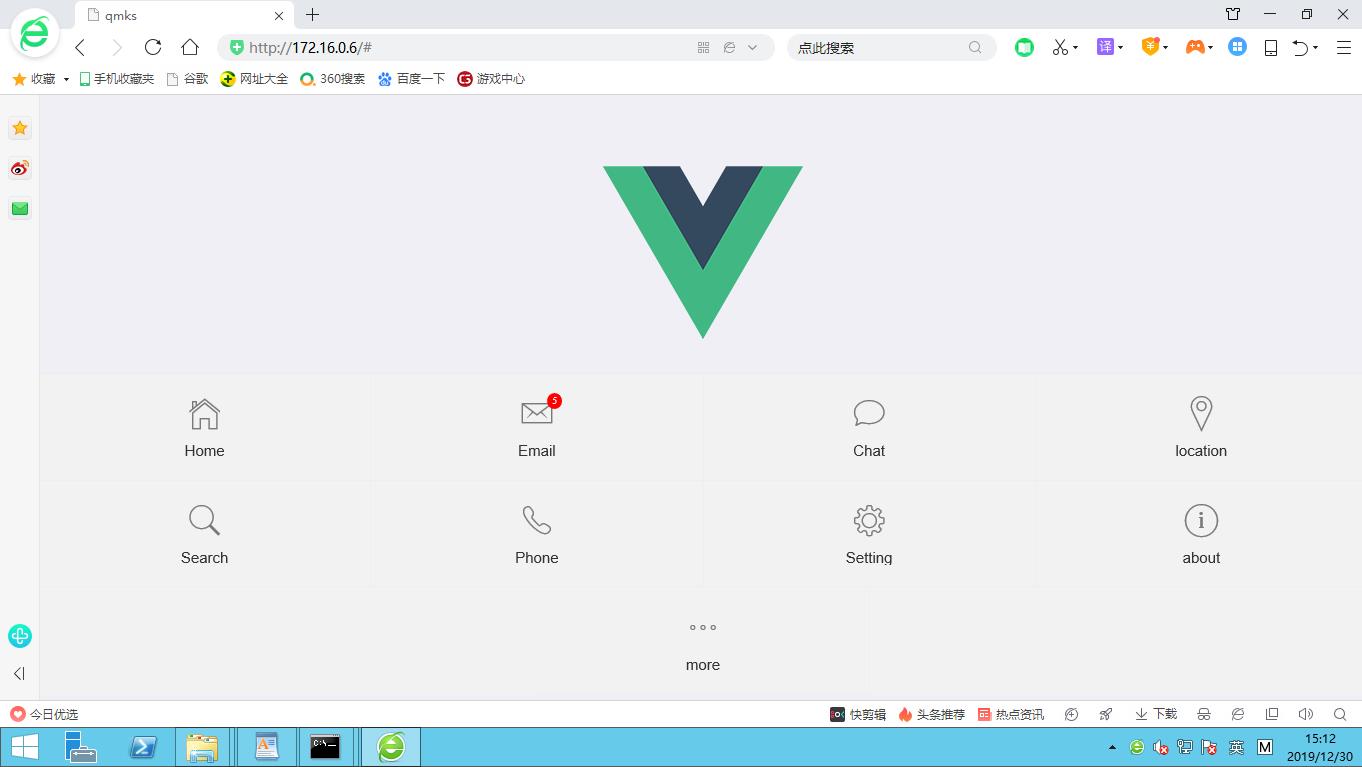 qmks
http://172.16.0.6/#
点此搜索
译
收藏 手机收藏夹 谷歌 网址大全 360搜索 百度一下 游戏中心
5
Home Email Chat location
Search Phone Setting about
more
今日优选 快剪辑 头条推荐 热点资讯 下载
英 M 15:12
2019/12/30